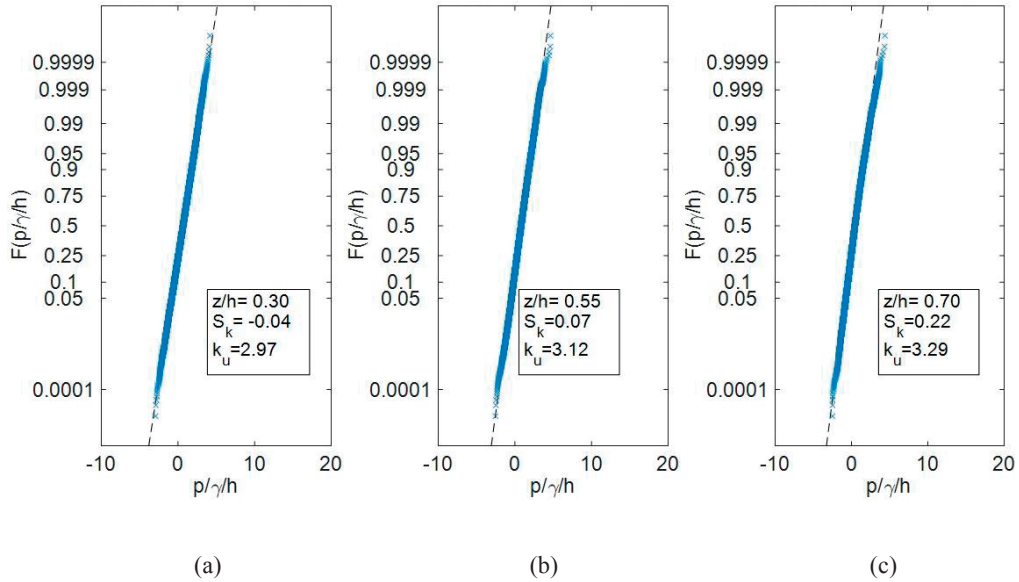 0.9999
0.999
0.99
0.95
0.9
0.75
0.5
0.25
0.1
0.05
0.0001
F(p/γ/h)
z/h= 0.30
S_k= -0.04
k_u=2.97
-10 0 10 20
p/γ/h
(a)
0.9999
0.999
0.99
0.95
0.9
0.75
0.5
0.25
0.1
0.05
0.0001
F(p/γ/h)
z/h= 0.55
S_k=0.07
k_u=3.12
-10 0 10 20
p/γ/h
(b)
0.9999
0.999
0.99
0.95
0.9
0.75
0.5
0.25
0.1
0.05
0.0001
F(p/γ/h)
z/h= 0.70
S_k=0.22
k_u=3.29
-10 0 10 20
p/γ/h
(c)